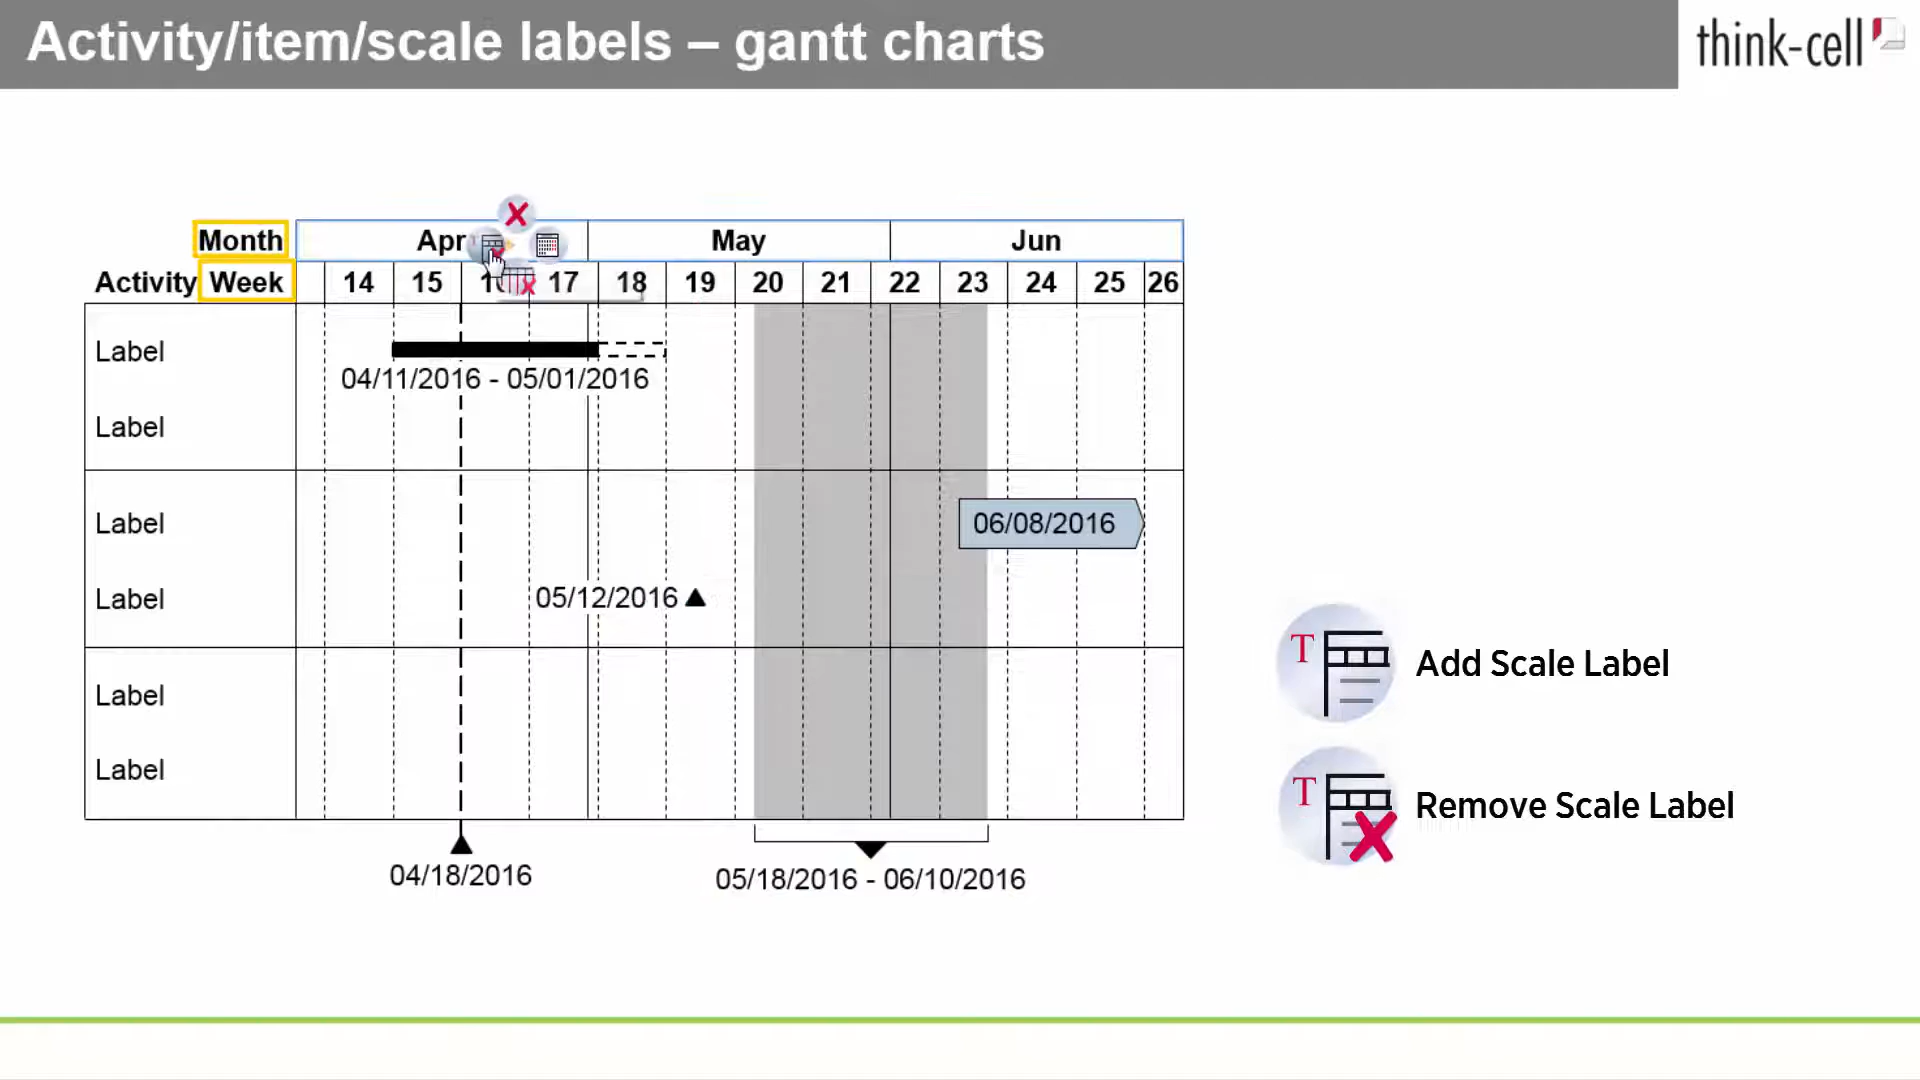 Activity/item/scale labels – gantt charts
think-cell
Month Apr May Jun
Activity Week 14 15 17 18 19 20 21 22 23 24 25 26
Label
04/11/2016 - 05/01/2016
Label
Label 06/08/2016
Label 05/12/2016
T Add Scale Label
Label
Label
T Remove Scale Label
04/18/2016
05/18/2016 - 06/10/2016